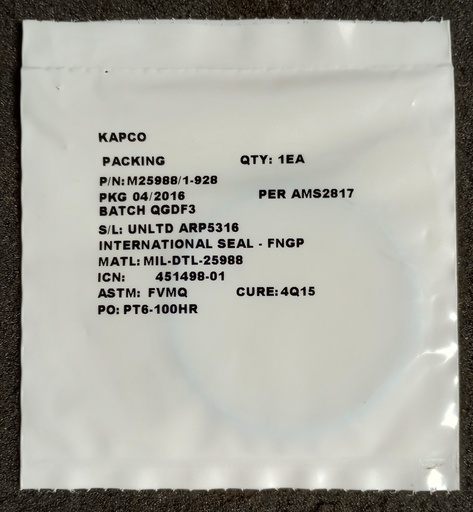 KAPCO
PACKING QTY: 1EA
P/N: M25988/1-928
PKG 04/2016 PER AMS2817
BATCH QGDF3
S/L: UNLTD ARP5316
INTERNATIONAL SEAL - FNGP
MATL: MIL-DTL-25988
ICN: 451498-01
ASTM: FVMQ CURE: 4Q15
PO: PT6-100HR